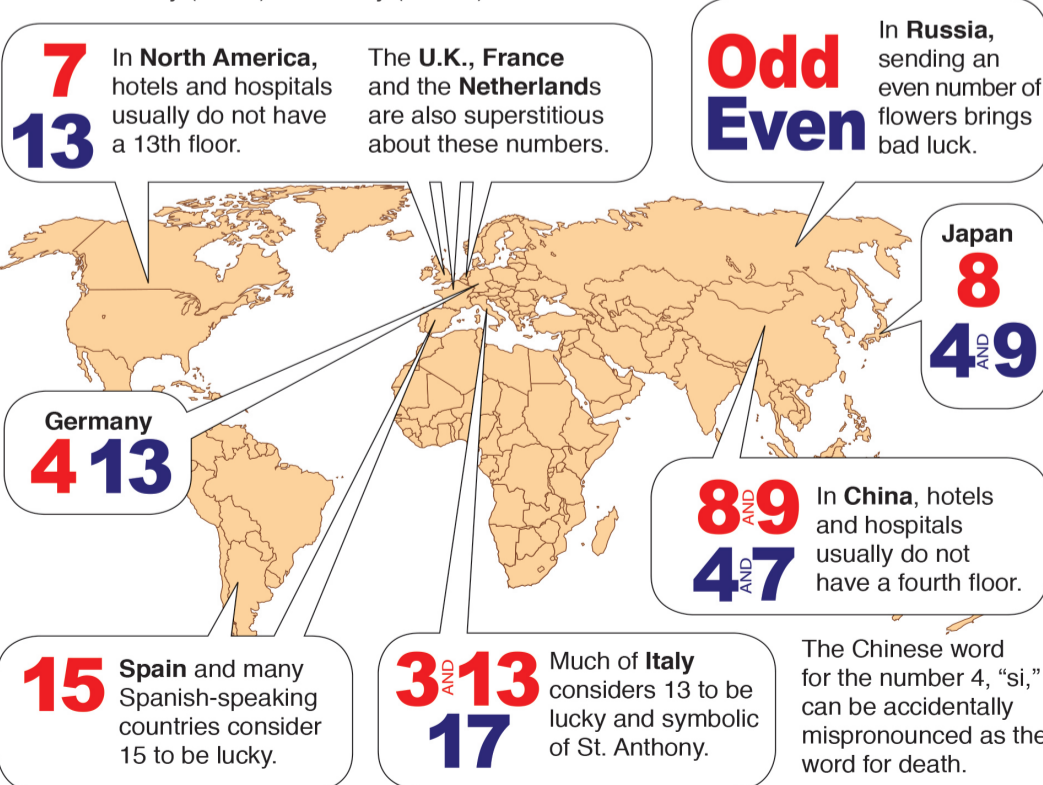 7
13
In North America,
hotels and hospitals
usually do not have
a 13th floor.
The U.K., France
and the Netherlands
are also superstitious
about these numbers.
Odd
Even
In Russia,
sending an
even number of
flowers brings
bad luck.
Japan
8
4 AND 9
Germany
4 13
8 AND 9
4 AND 7
In China, hotels
and hospitals
usually do not
have a fourth floor.
15
Spain and many
Spanish-speaking
countries consider
15 to be lucky.
3 AND 13
17
Much of Italy
considers 13 to be
lucky and symbolic
of St. Anthony.
The Chinese word
for the number 4, “si,”
can be accidentally
mispronounced as the
word for death.